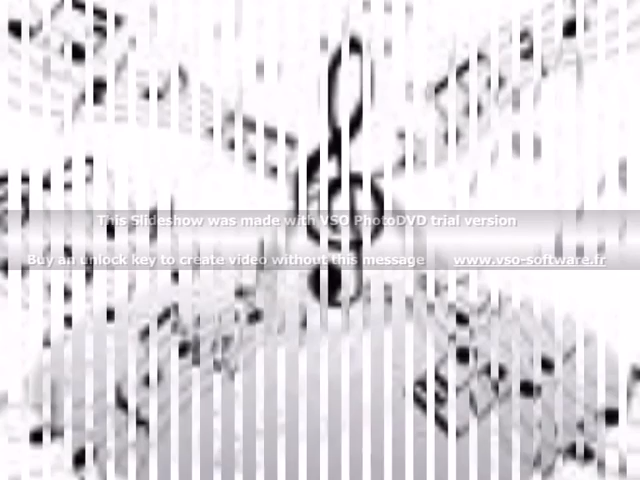 This Slideshow was made with VSO PhotoDVD trial version
Buy an unlock key to create video without this message www.vso-software.fr